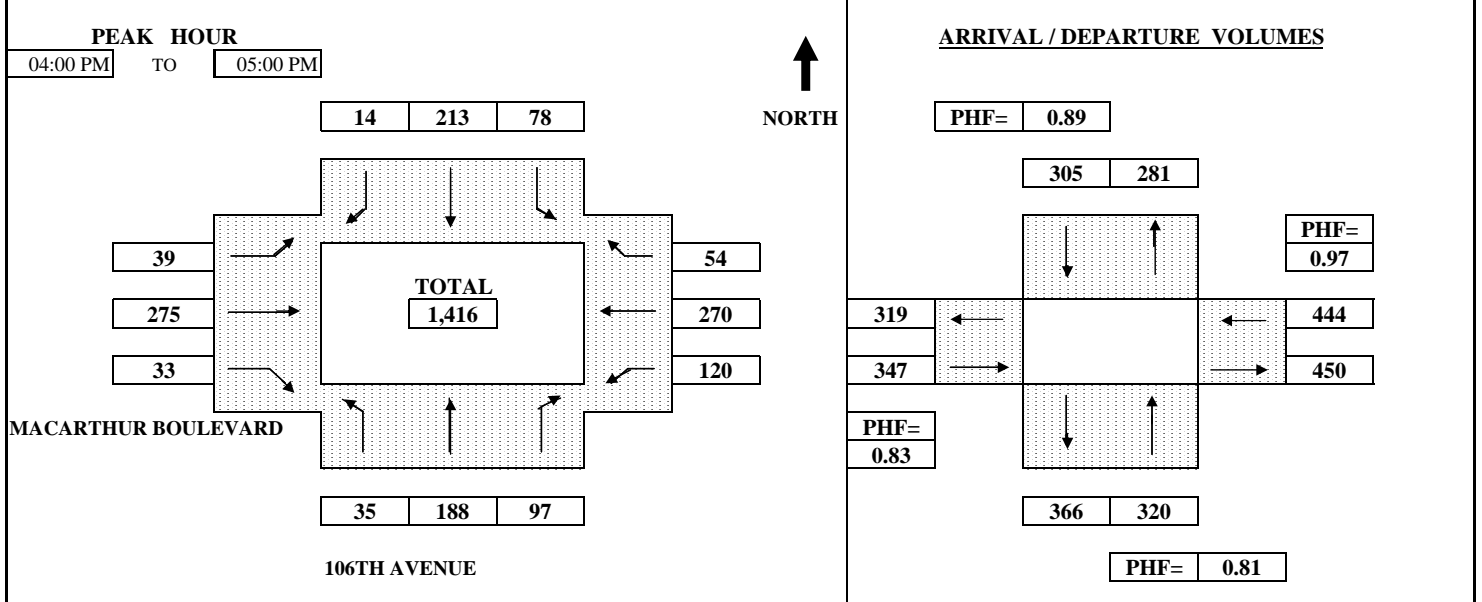 PEAK HOUR
04:00 PM TO 05:00 PM
14 213 78
NORTH
39
275
33
TOTAL
1,416
54
270
120
MACARTHUR BOULEVARD
35 188 97
106TH AVENUE
ARRIVAL / DEPARTURE VOLUMES
PHF= 0.89
305 281
PHF=
0.97
319
347
444
450
PHF=
0.83
366 320
PHF= 0.81